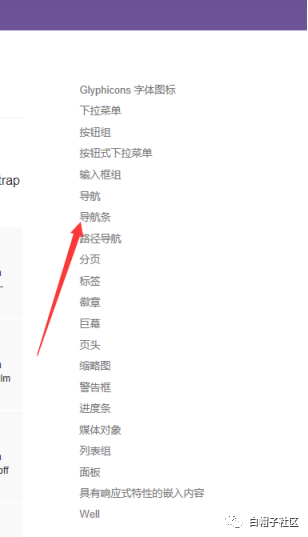 Glyphicons 字体图标
下拉菜单
按钮组
按钮式下拉菜单
trap
输入框组
导航
导航条
路径导航
分页
标签
徽章
巨幕
页头
缩略图
lm
警告框
进度条
媒体对象
列表组
off
面板
具有响应式特性的嵌入内容
Well
白帽子社区